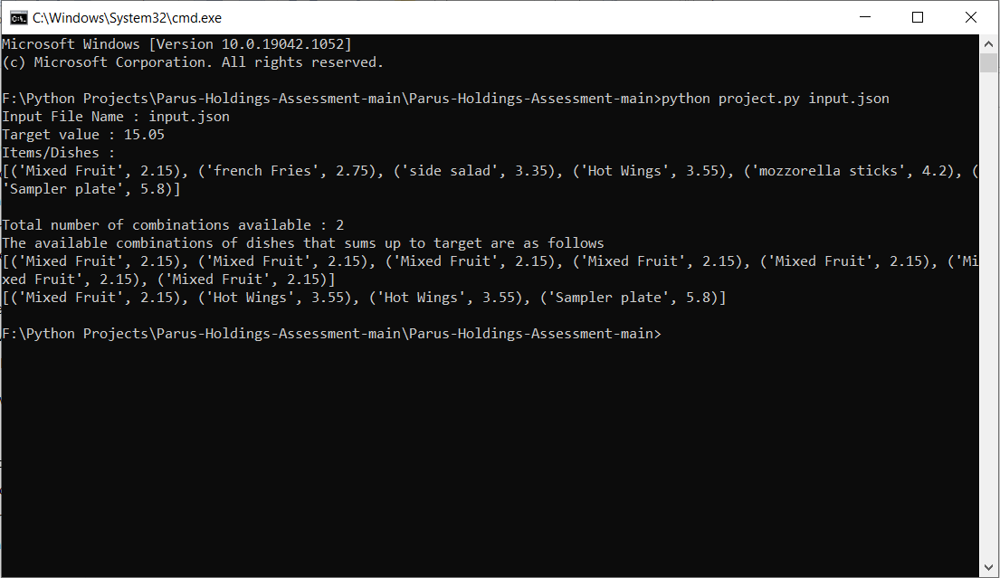 C:\Windows\System32\cmd.exe
Microsoft Windows [Version 10.0.19042.1052]
(c) Microsoft Corporation. All rights reserved.
F:\Python Projects\Parus-Holdings-Assessment-main\Parus-Holdings-Assessment-main>python project.py input.json
Input File Name : input.json
Target value : 15.05
Items/Dishes :
[('Mixed Fruit', 2.15), ('french Fries', 2.75), ('side salad', 3.35), ('Hot Wings', 3.55), ('mozzorella sticks', 4.2), (
'Sampler plate', 5.8)]
Total number of combinations available : 2
The available combinations of dishes that sums up to target are as follows
[('Mixed Fruit', 2.15), ('Mixed Fruit', 2.15), ('Mixed Fruit', 2.15), ('Mixed Fruit', 2.15), ('Mixed Fruit', 2.15), ('Mi
xed Fruit', 2.15), ('Mixed Fruit', 2.15)]
[('Mixed Fruit', 2.15), ('Hot Wings', 3.55), ('Hot Wings', 3.55), ('Sampler plate', 5.8)]
F:\Python Projects\Parus-Holdings-Assessment-main\Parus-Holdings-Assessment-main>